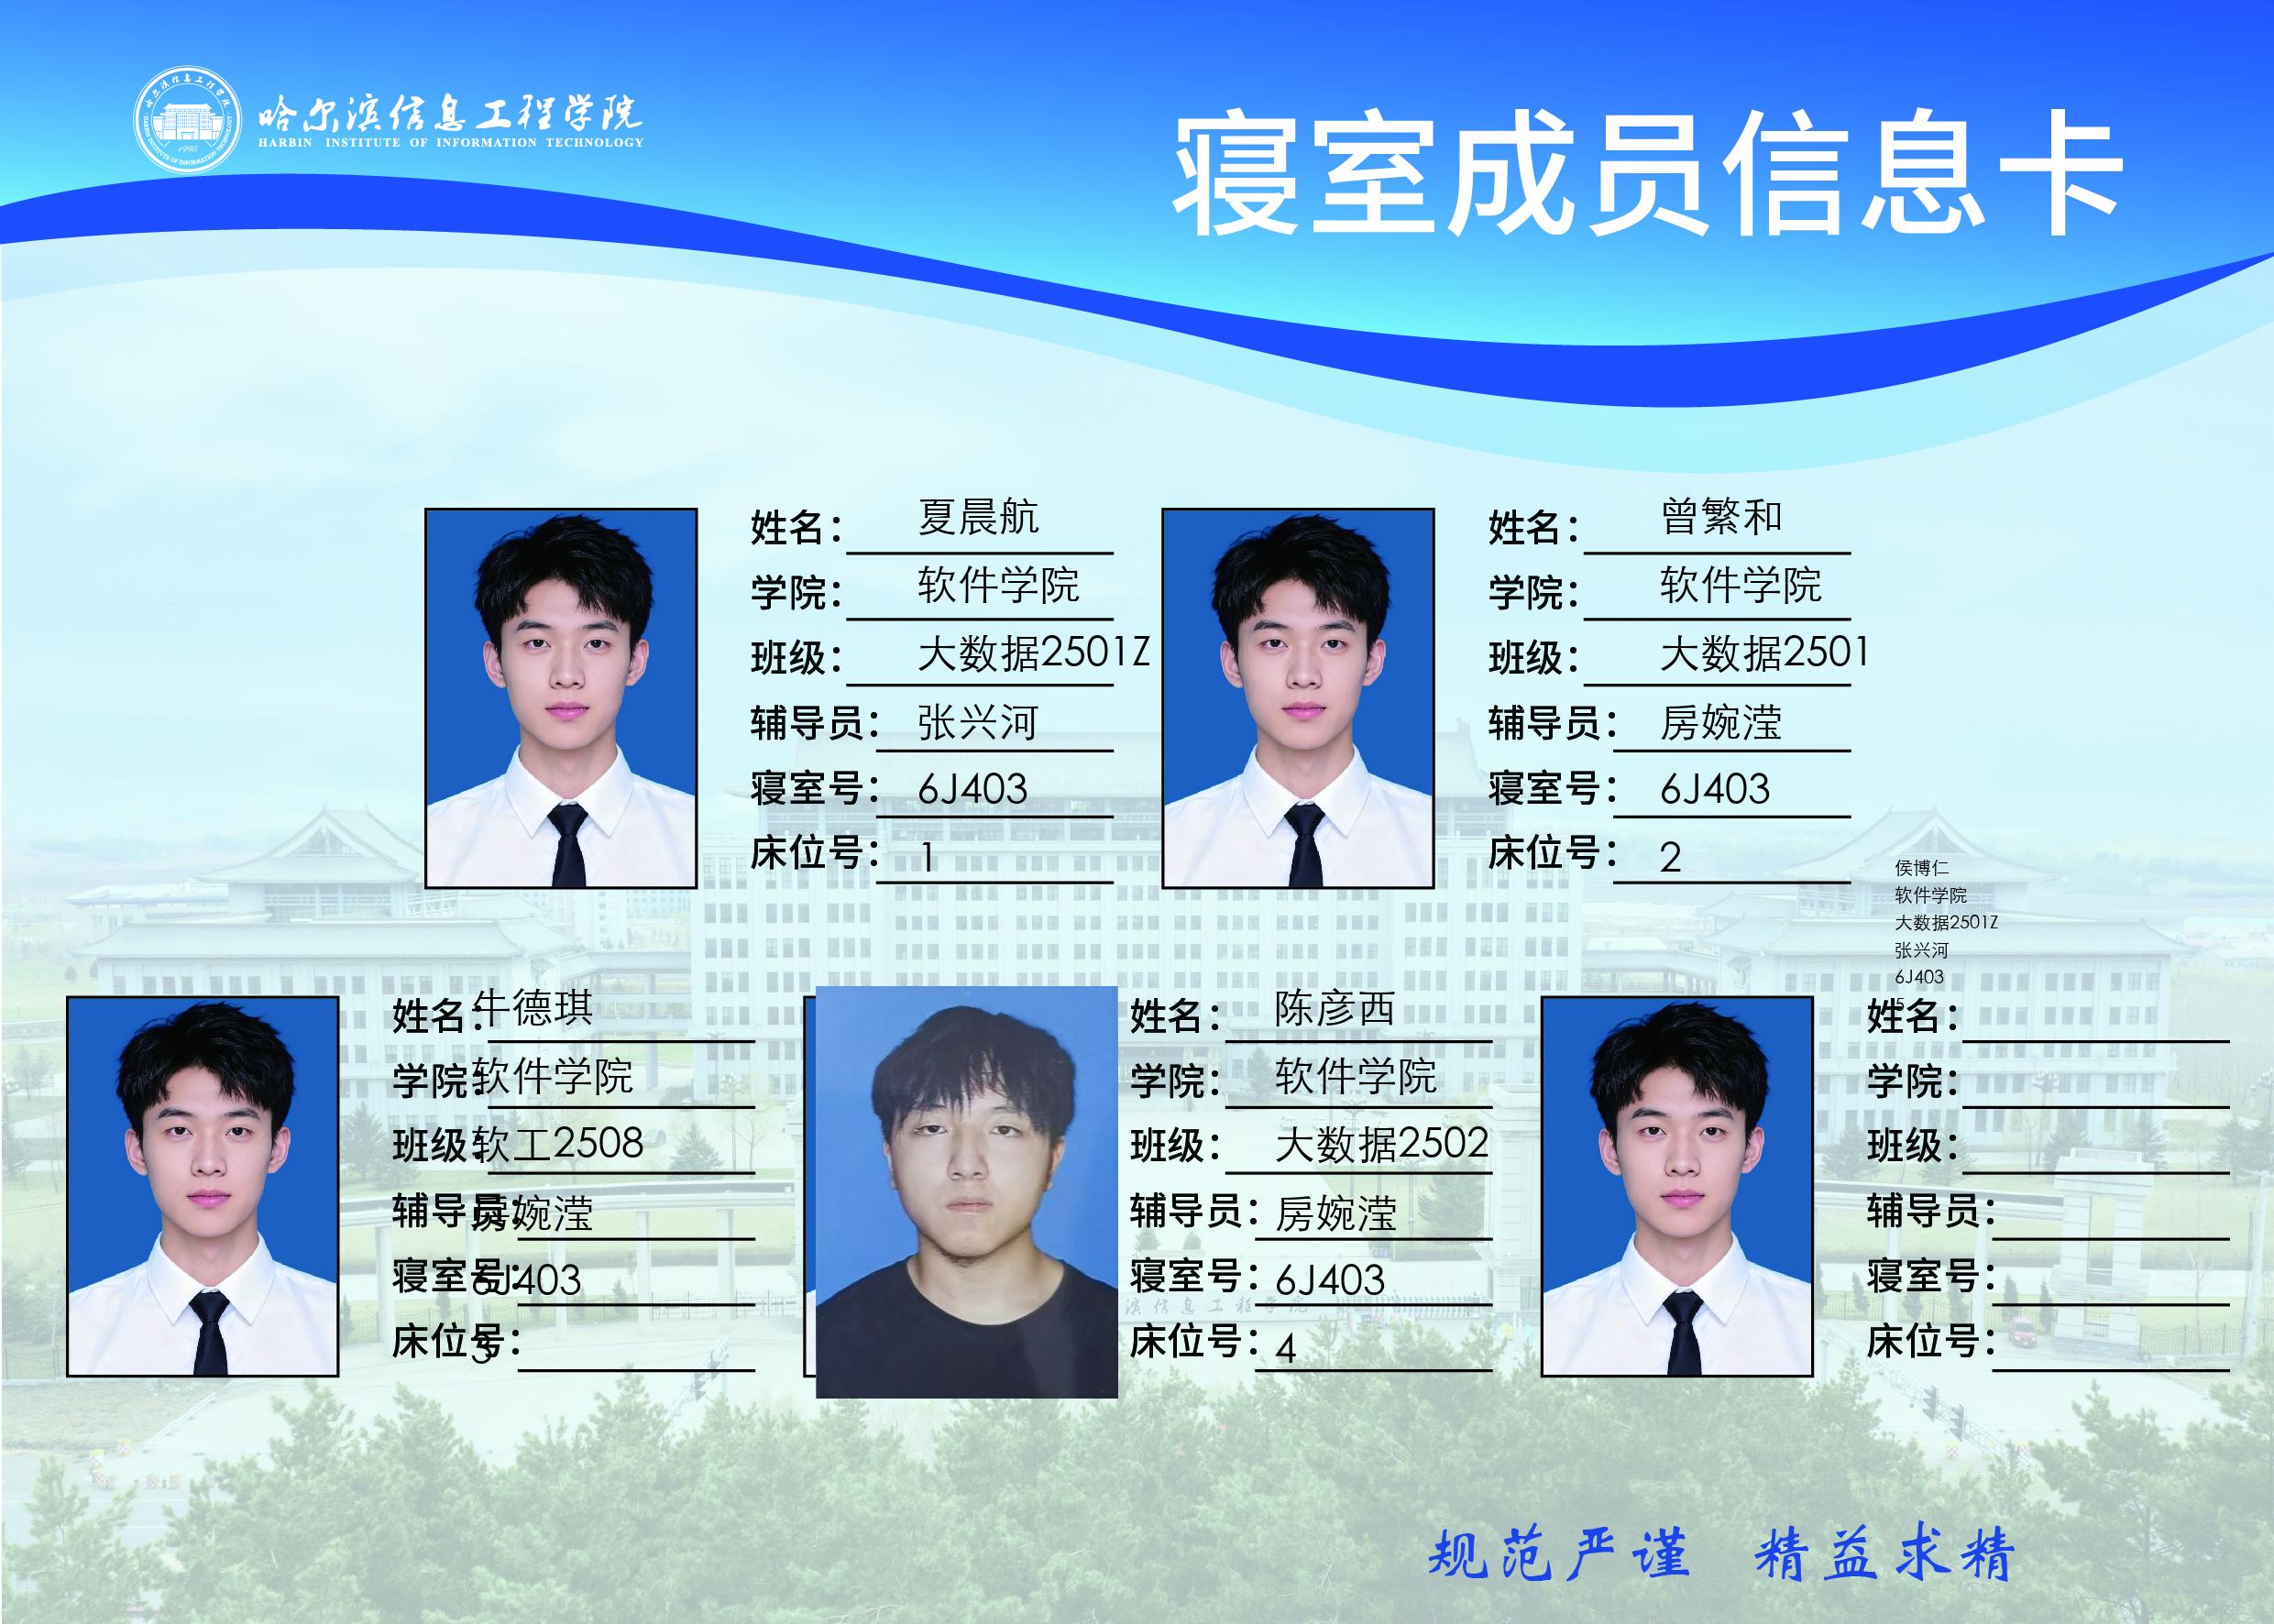 哈尔滨信息工程学院
HARBIN INSTITUTE OF INFORMATION TECHNOLOGY
1995
寝室成员信息卡
姓名： 夏晨航
学院： 软件学院
班级： 大数据2501Z
辅导员： 张兴河
寝室号： 6J403
床位号： 1
姓名： 曾繁和
学院： 软件学院
班级： 大数据2501
辅导员： 房婉滢
寝室号： 6J403
床位号： 2
侯博仁
软件学院
大数据2501Z
张兴河
6J403
5
姓名：牛德琪
学院：软件学院
班级：软工2508
辅导员：房婉滢
寝室号：6J403
床位号：3
姓名： 陈彦西
学院： 软件学院
班级： 大数据2502
辅导员： 房婉滢
寝室号： 6J403
床位号： 4
姓名：
学院：
班级：
辅导员：
寝室号：
床位号：
滨信息工程学院
规范严谨 精益求精